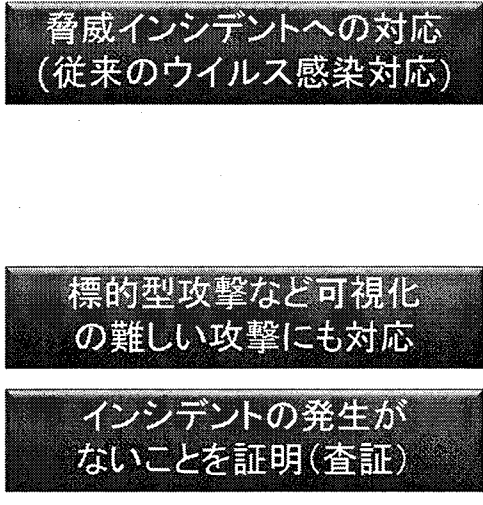 脅威インシデントへの対応
(従来のウイルス感染対応)
標的型攻撃など可視化
の難しい攻撃にも対応
インシデントの発生が
ないことを証明(査証)